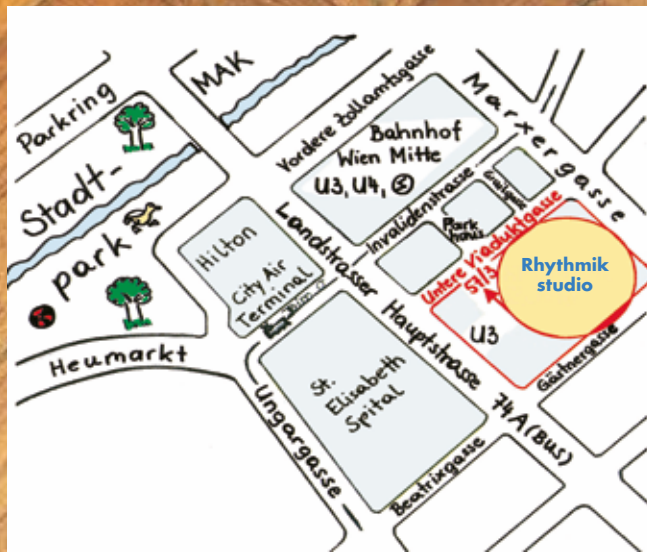 Parkring
MAK
Stadt-
park
Heumarkt
Vordere Zollamtsgasse
Marxergasse
Bahnhof
Wien Mitte
U3, U4, S
Hilton
City Air
Terminal
Landstrasser
Hauptstrasse
Invalidenstrasse
Park
haus
Untere Viaduktgasse
51/3
Rhythmik
studio
U3
Gärtnergasse
St.
Elisabeth
Spital
Ungargasse
Beatrixgasse
74A (BUS)